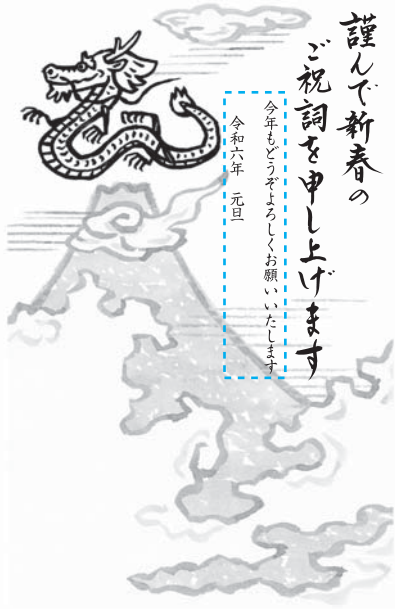 謹んで新春の
ご祝詞を申し上げます
今年もどうぞよろしくお願いいたします
令和六年　元旦